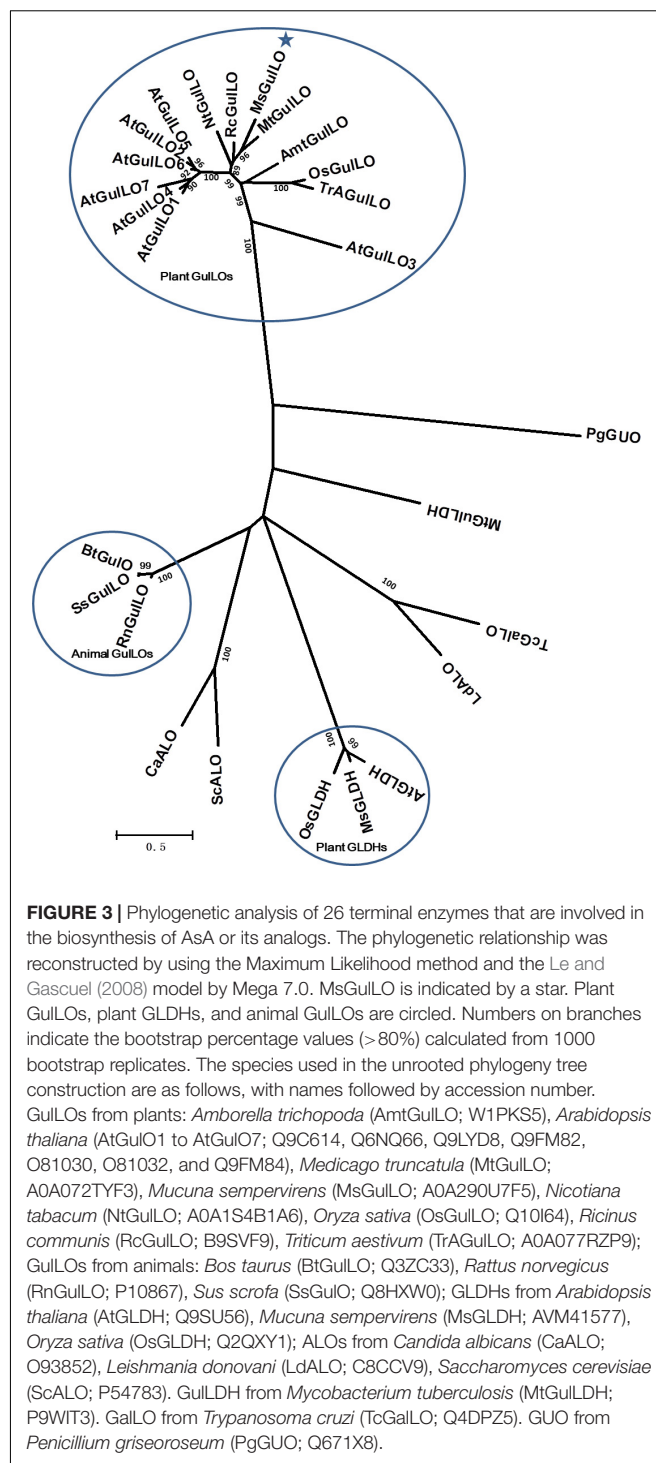 MsGulLO
NtGulLO
RcGulLO
MtGulLO
AtGulLO5
AtGulLO2
AmtGulLO
AtGulLO6
OsGulLO
TrAGulLO
AtGulLO7
AtGulLO4
AtGulLO1
AtGulLO3
96
92
90
100
89
96
99
100
99
100
Plant GulLOs
PgGUO
MtGulLDH
BtGulO
SsGulLO
RnGulLO
99
100
Animal GulLOs
100
TcGalLO
LdALO
100
CaALO
ScALO
100
99
OsGLDH
MsGLDH
AtGLDH
Plant GLDHs
0.5
FIGURE 3 | Phylogenetic analysis of 26 terminal enzymes that are involved in
the biosynthesis of AsA or its analogs. The phylogenetic relationship was
reconstructed by using the Maximum Likelihood method and the Le and
Gascuel (2008) model by Mega 7.0. MsGulLO is indicated by a star. Plant
GulLOs, plant GLDHs, and animal GulLOs are circled. Numbers on branches
indicate the bootstrap percentage values (>80%) calculated from 1000
bootstrap replicates. The species used in the unrooted phylogeny tree
construction are as follows, with names followed by accession number.
GulLOs from plants: Amborella trichopoda (AmtGulLO; W1PKS5), Arabidopsis
thaliana (AtGulO1 to AtGulO7; Q9C614, Q6NQ66, Q9LYD8, Q9FM82,
O81030, O81032, and Q9FM84), Medicago truncatula (MtGulLO;
A0A072TYF3), Mucuna sempervirens (MsGulLO; A0A290U7F5), Nicotiana
tabacum (NtGulLO; A0A1S4B1A6), Oryza sativa (OsGulLO; Q10I64), Ricinus
communis (RcGulLO; B9SVF9), Triticum aestivum (TrAGulLO; A0A077RZP9);
GulLOs from animals: Bos taurus (BtGulLO; Q3ZC33), Rattus norvegicus
(RnGulLO; P10867), Sus scrofa (SsGulO; Q8HXW0); GLDHs from Arabidopsis
thaliana (AtGLDH; Q9SU56), Mucuna sempervirens (MsGLDH; AVM41577),
Oryza sativa (OsGLDH; Q2QXY1); ALOs from Candida albicans (CaALO;
O93852), Leishmania donovani (LdALO; C8CCV9), Saccharomyces cerevisiae
(ScALO; P54783). GulLDH from Mycobacterium tuberculosis (MtGulLDH;
P9WIT3). GalLO from Trypanosoma cruzi (TcGalLO; Q4DPZ5). GUO from
Penicillium griseoroseum (PgGUO; Q671X8).